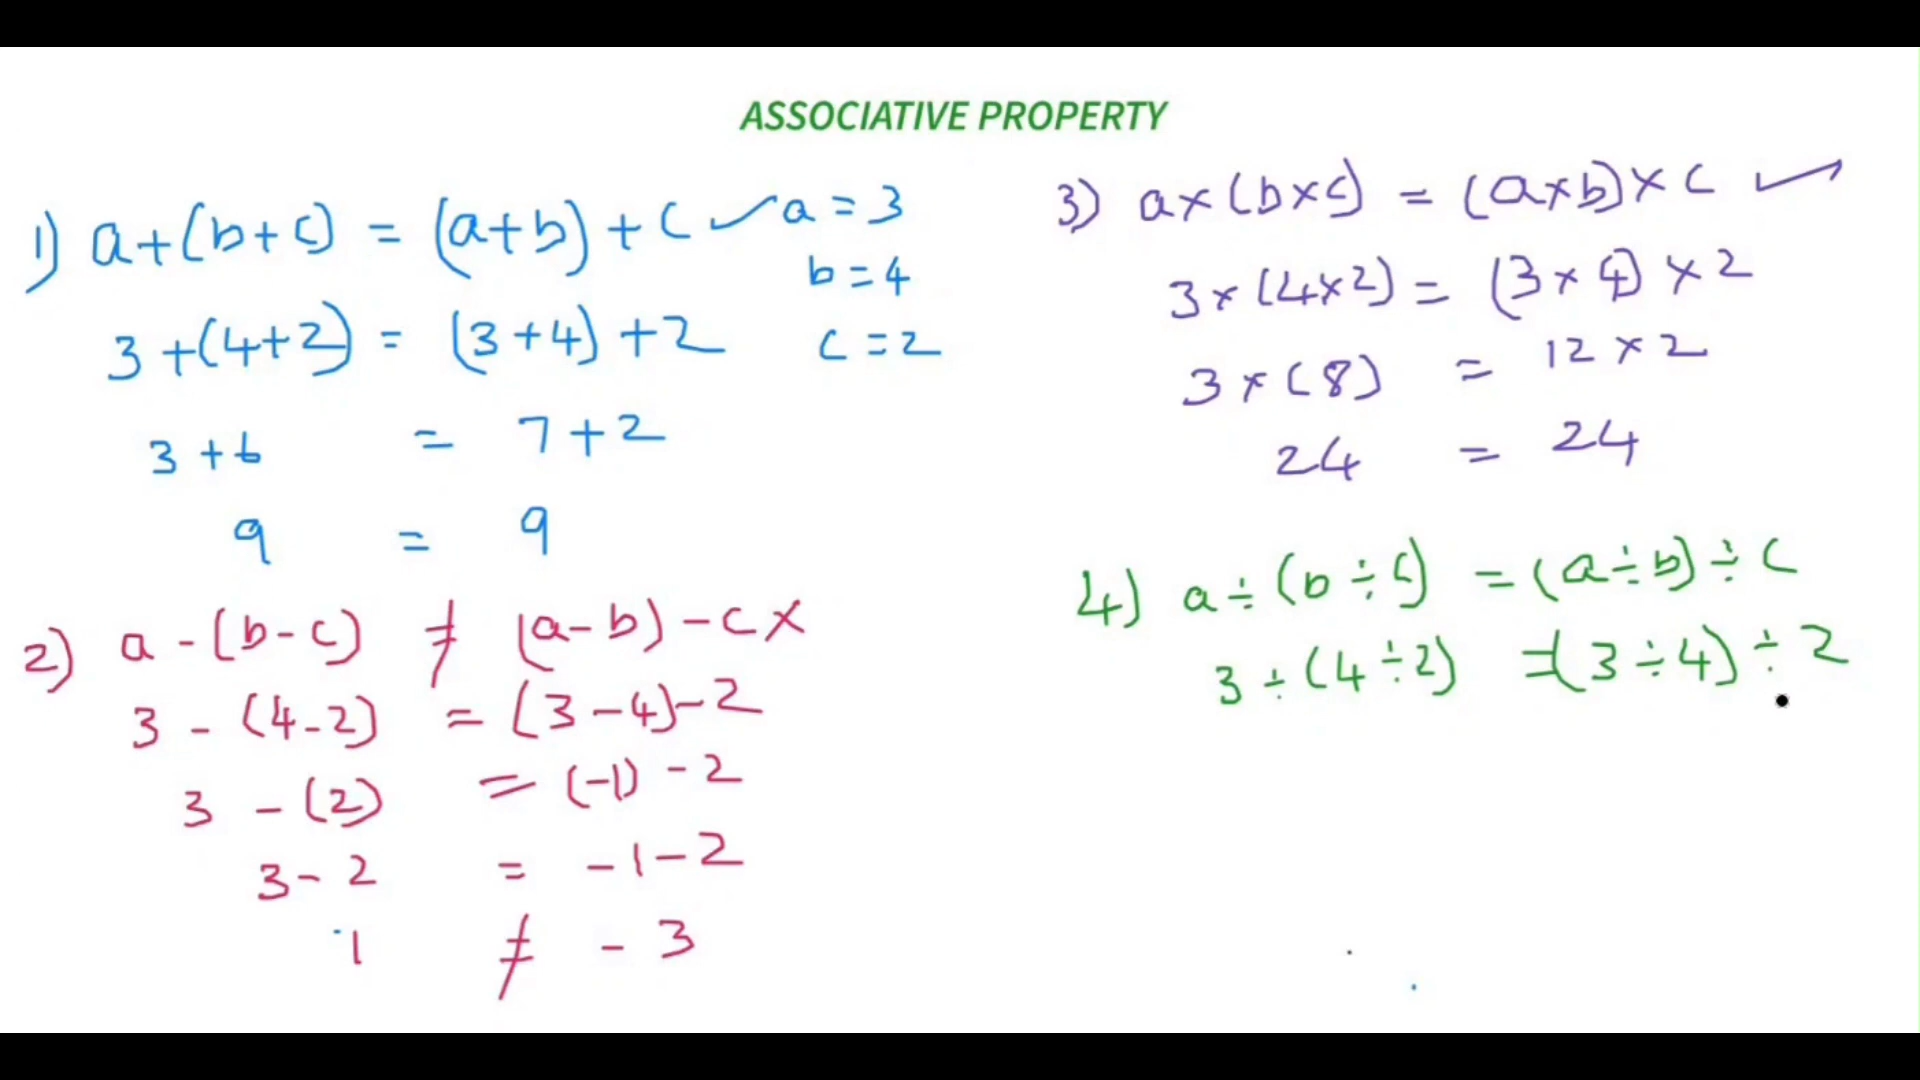 ASSOCIATIVE PROPERTY
1) a+(b+c) = (a+b)+c ✓ a=3
b=4
3+(4+2) = (3+4)+2 c=2
3+6 = 7+2
9 = 9
2) a-(b-c) ≠ (a-b)-c x
3-(4-2) = (3-4)-2
3-(2) = (-1)-2
3-2 = -1-2
1 ≠ -3
3) a×(b×c) = (a×b)×c ✓
3×(4×2) = (3×4)×2
3×(8) = 12×2
24 = 24
4) a÷(b÷c) = (a÷b)÷c
3÷(4÷2) =(3÷4)÷2